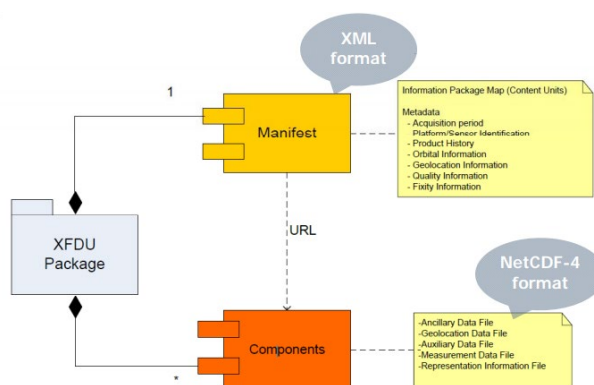 XML
format
1
Information Package Map (Content Units)
Metadata
- Acquisition period
Platform/Sensor Identification
- Product History
- Orbital Information
- Geolocation Information
- Quality Information
- Fixity Information
Manifest
URL
XFDU
Package
NetCDF-4
format
Components
-Ancillary Data File
-Geolocation Data File
-Auxiliary Data File
-Measurement Data File
-Representation Information File
*